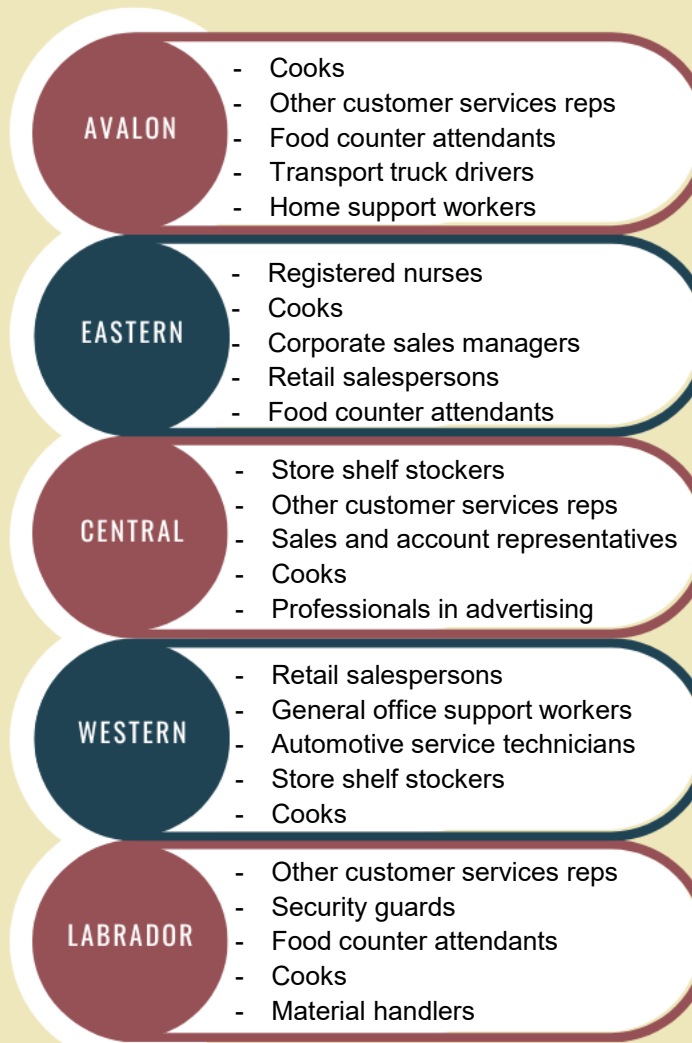 AVALON
- Cooks
- Other customer services reps
- Food counter attendants
- Transport truck drivers
- Home support workers
EASTERN
- Registered nurses
- Cooks
- Corporate sales managers
- Retail salespersons
- Food counter attendants
CENTRAL
- Store shelf stockers
- Other customer services reps
- Sales and account representatives
- Cooks
- Professionals in advertising
WESTERN
- Retail salespersons
- General office support workers
- Automotive service technicians
- Store shelf stockers
- Cooks
LABRADOR
- Other customer services reps
- Security guards
- Food counter attendants
- Cooks
- Material handlers